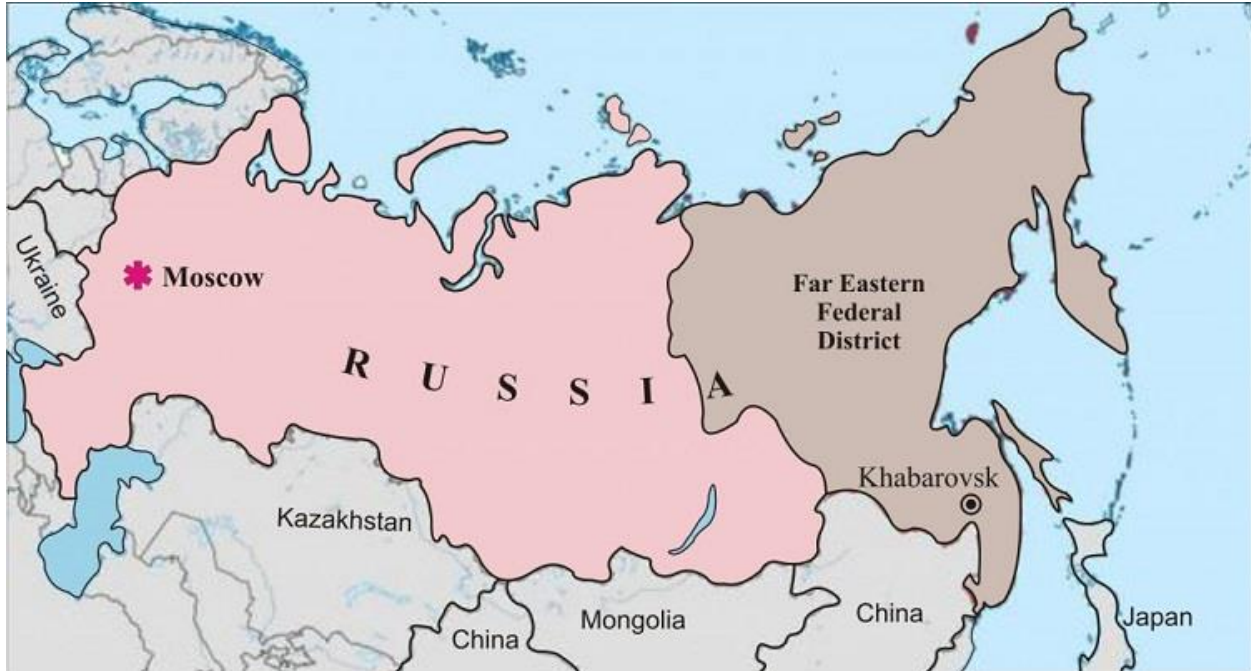 Ukraine
Moscow
Far Eastern
Federal
District
R U S S I A
Khabarovsk
Kazakhstan
China
Mongolia
China
Japan